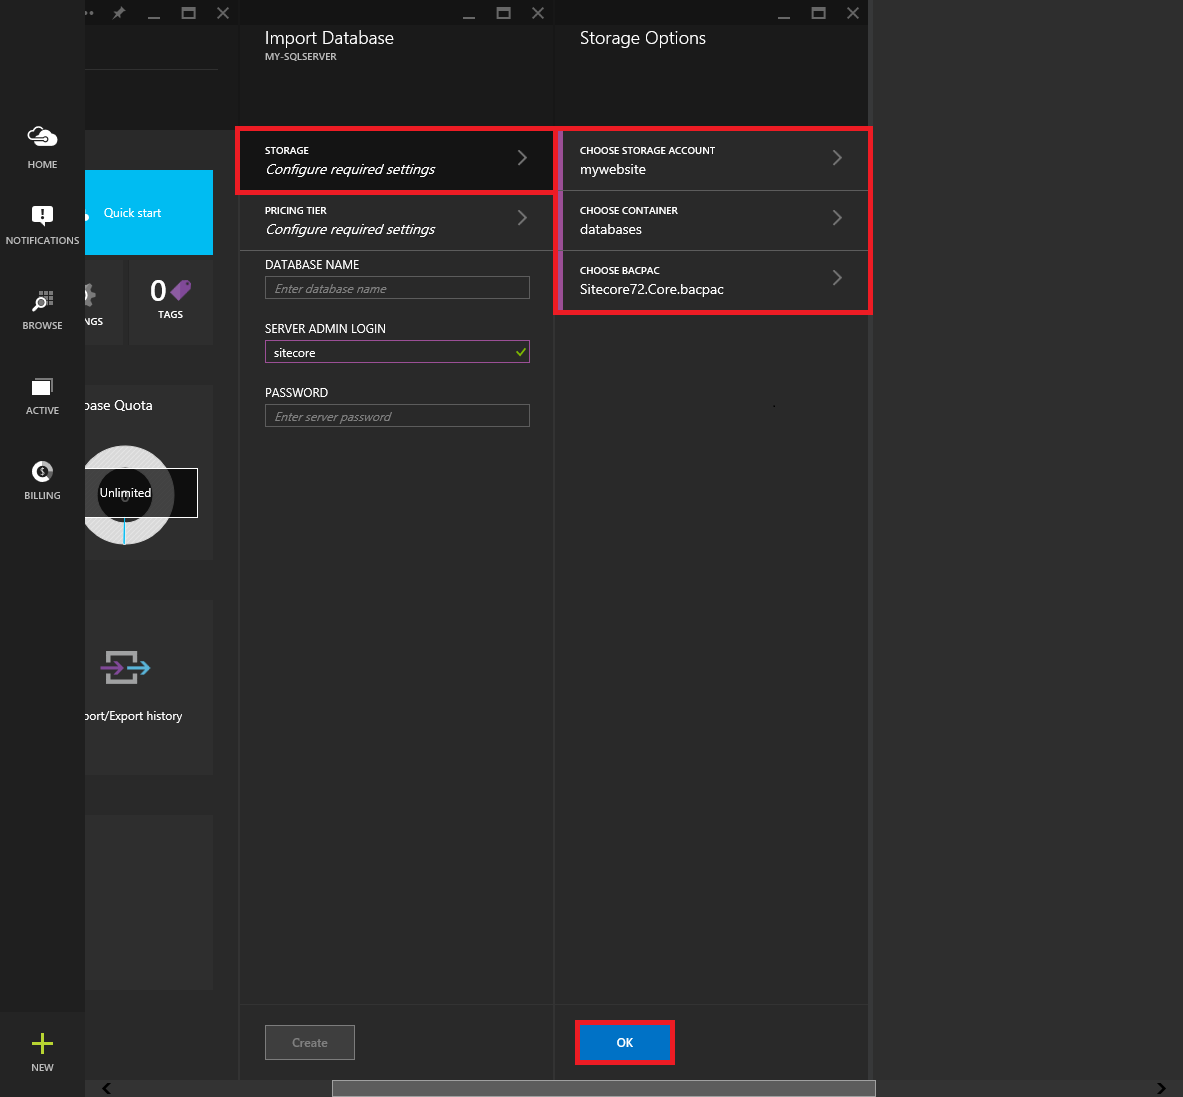 HOME
NOTIFICATIONS
BROWSE
ACTIVE
BILLING
NEW
Quick start
NGS
0
TAGS
base Quota
Unlimited
port/Export history
Import Database
MY-SQLSERVER
STORAGE
Configure required settings
PRICING TIER
Configure required settings
DATABASE NAME
Enter database name
SERVER ADMIN LOGIN
sitecore
PASSWORD
Enter server password
Create
Storage Options
CHOOSE STORAGE ACCOUNT
mywebsite
CHOOSE CONTAINER
databases
CHOOSE BACPAC
Sitecore72.Core.bacpac
OK